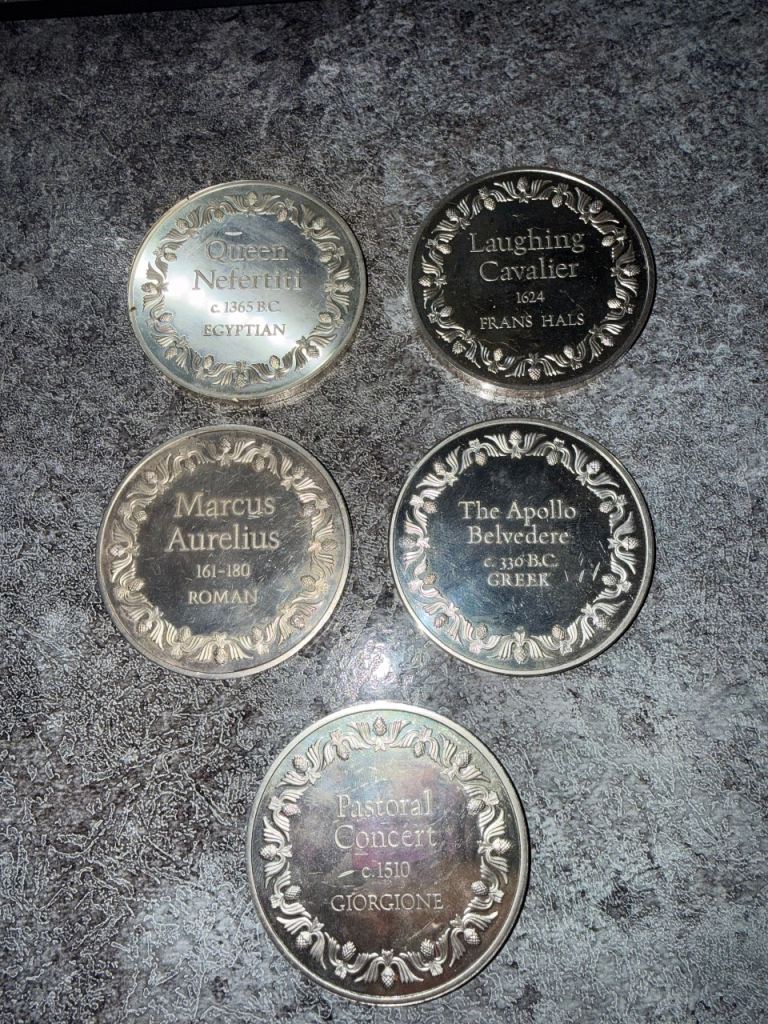 Queen
Nefertiti
c. 1365 B.C.
EGYPTIAN
Laughing
Cavalier
1624
FRANS HALS
Marcus
Aurelius
161-180
ROMAN
The Apollo
Belvedere
c. 336 B.C.
GREEK
Pastoral
Concert
c. 1510
GIORGIONE